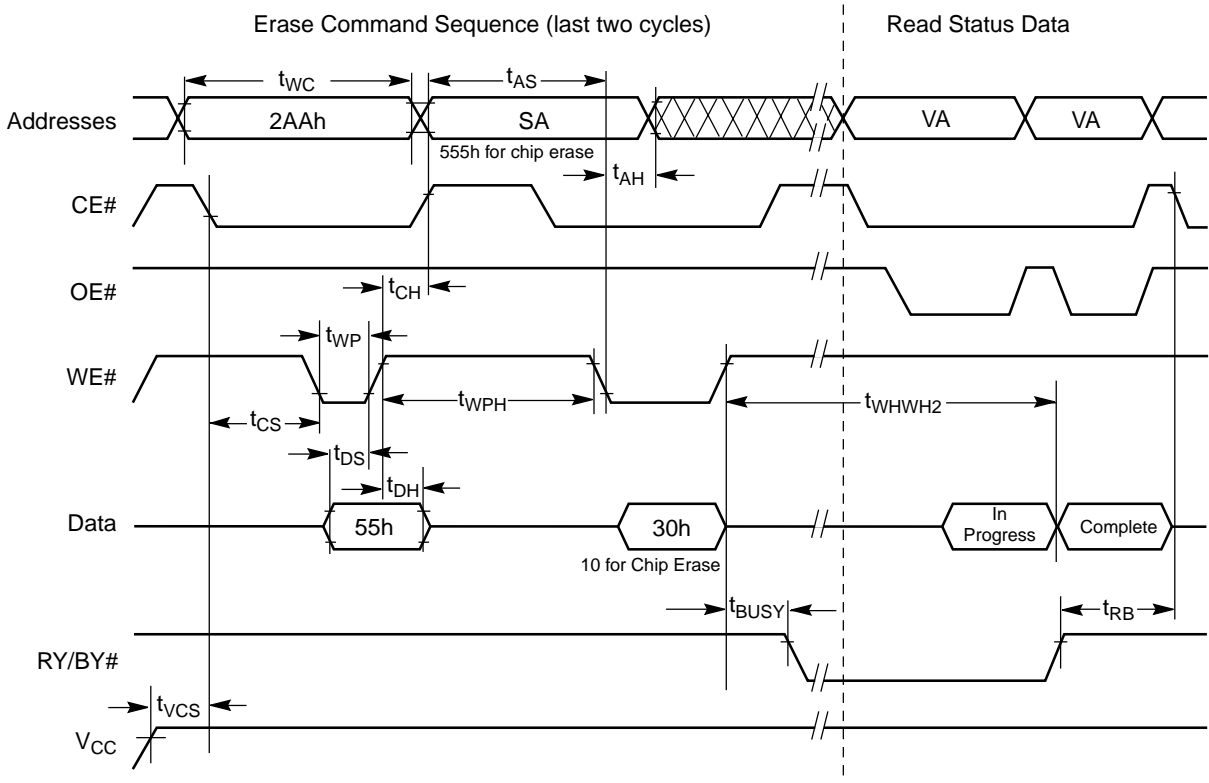 Erase Command Sequence (last two cycles)
Read Status Data
tWC
tAS
Addresses
2AAh
SA
VA
VA
555h for chip erase
tAH
CE#
OE#
tCH
tWP
WE#
tWPH
tWHWH2
tCS
tDS
tDH
Data
55h
30h
In
Progress
Complete
10 for Chip Erase
tBUSY
tRB
RY/BY#
tVCS
VCC